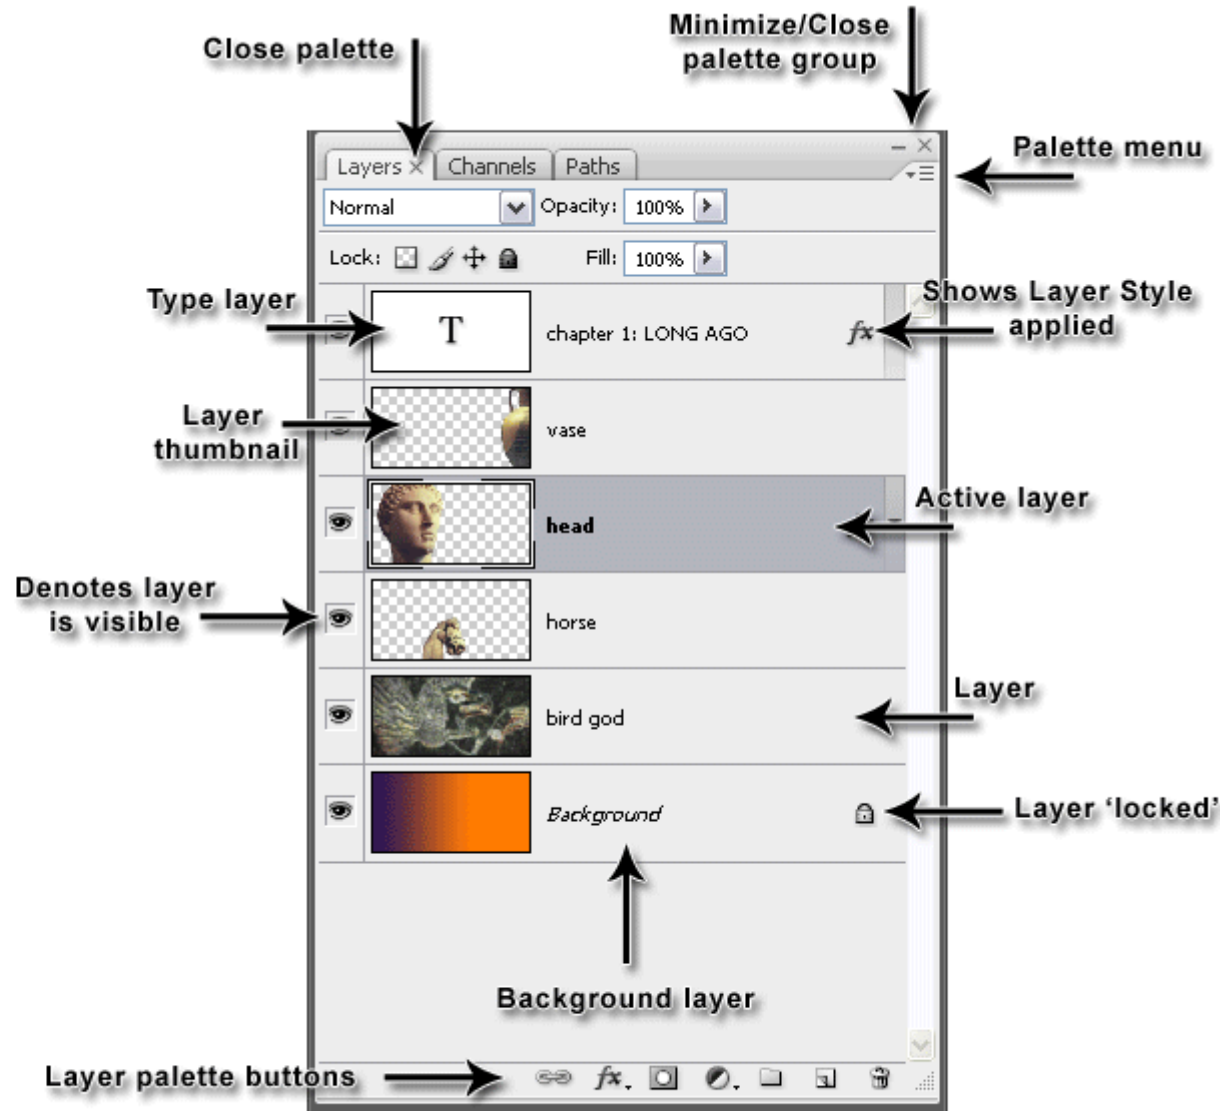 Close palette
Minimize/Close
palette group
Palette menu
Layers × Channels Paths
Normal Opacity: 100%
Lock: Fill: 100%
Type layer
T
chapter 1: LONG AGO
fx
Shows Layer Style
applied
Layer
thumbnail
vase
head
Active layer
Denotes layer
is visible
horse
bird god
Layer
Background
Layer ‘locked’
Background layer
Layer palette buttons
fx.